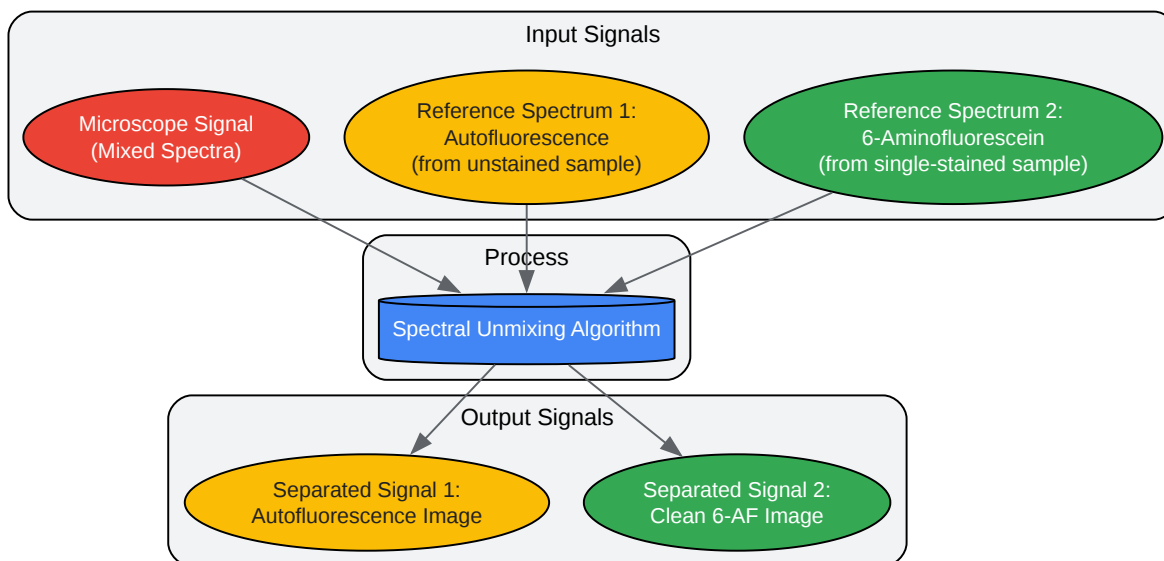 Input Signals
Microscope Signal
(Mixed Spectra)
Reference Spectrum 1:
Autofluorescence
(from unstained sample)
Reference Spectrum 2:
6-Aminofluorescein
(from single-stained sample)
Process
Spectral Unmixing Algorithm
Output Signals
Separated Signal 1:
Autofluorescence Image
Separated Signal 2:
Clean 6-AF Image